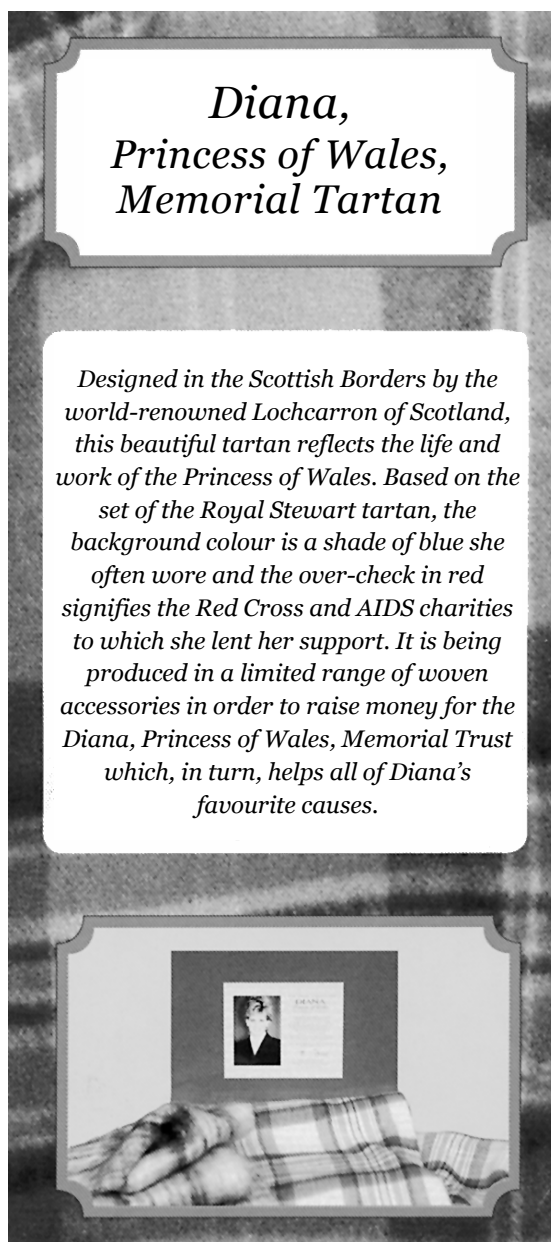 Diana,
Princess of Wales,
Memorial Tartan
Designed in the Scottish Borders by the
world-renowned Lochcarron of Scotland,
this beautiful tartan reflects the life and
work of the Princess of Wales. Based on the
set of the Royal Stewart tartan, the
background colour is a shade of blue she
often wore and the over-check in red
signifies the Red Cross and AIDS charities
to which she lent her support. It is being
produced in a limited range of woven
accessories in order to raise money for the
Diana, Princess of Wales, Memorial Trust
which, in turn, helps all of Diana's
favourite causes.
DIANA